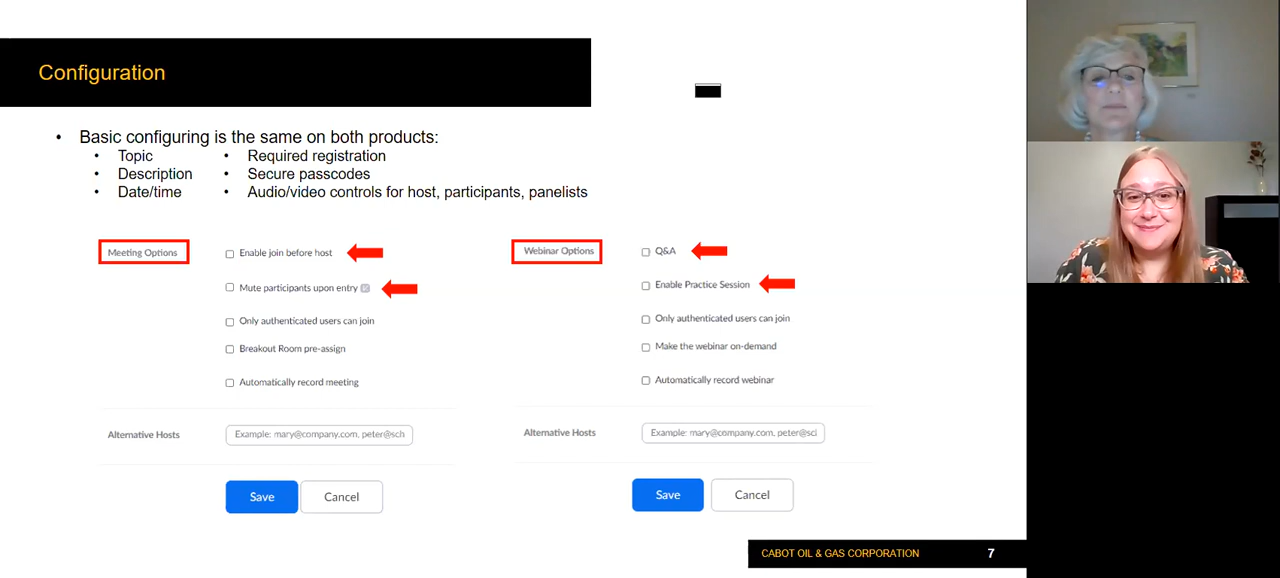 Configuration
• Basic configuring is the same on both products:
• Topic • Required registration
• Description • Secure passcodes
• Date/time • Audio/video controls for host, participants, panelists
Meeting Options
Enable join before host
Mute participants upon entry
Only authenticated users can join
Breakout Room pre-assign
Automatically record meeting
Alternative Hosts
Example: mary@company.com, peter@sch
Save Cancel
Webinar Options
Q&A
Enable Practice Session
Only authenticated users can join
Make the webinar on-demand
Automatically record webinar
Alternative Hosts
Example: mary@company.com, peter@sci
Save Cancel
CABOT OIL & GAS CORPORATION 7